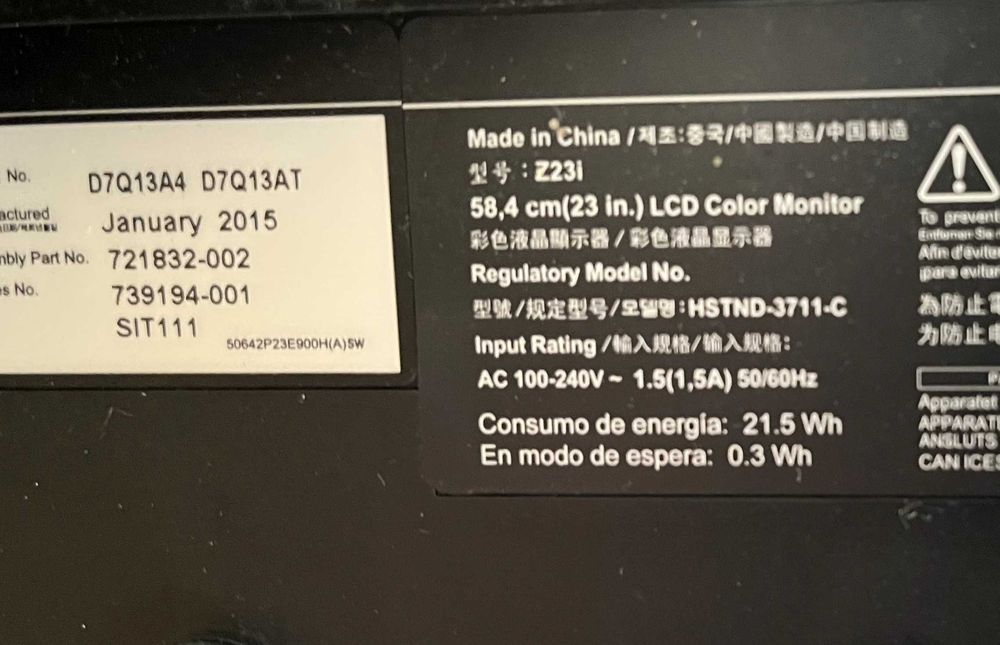 No. D7Q13A4 D7Q13AT
actured January 2015
mbly Part No. 721832-002
s No. 739194-001
SIT111
50642P23E900H(A)SW
Made in China /제조:중국/中國製造/中国制造
型号 : Z23i
58,4 cm(23 in.) LCD Color Monitor
彩色液晶顯示器 / 彩色液晶显示器
Regulatory Model No.
型號/规定型号/모델명 : HSTND-3711-C
Input Rating /輸入規格/输入规格:
AC 100-240V ~ 1.5(1,5A) 50/60Hz
Consumo de energía: 21.5 Wh
En modo de espera: 0.3 Wh
To prevent
Entfernen Sie
Afin d'éviter
para evitar
為防止
为防止电
Apparatet
APPARATE
ANSLUTS
CAN ICES